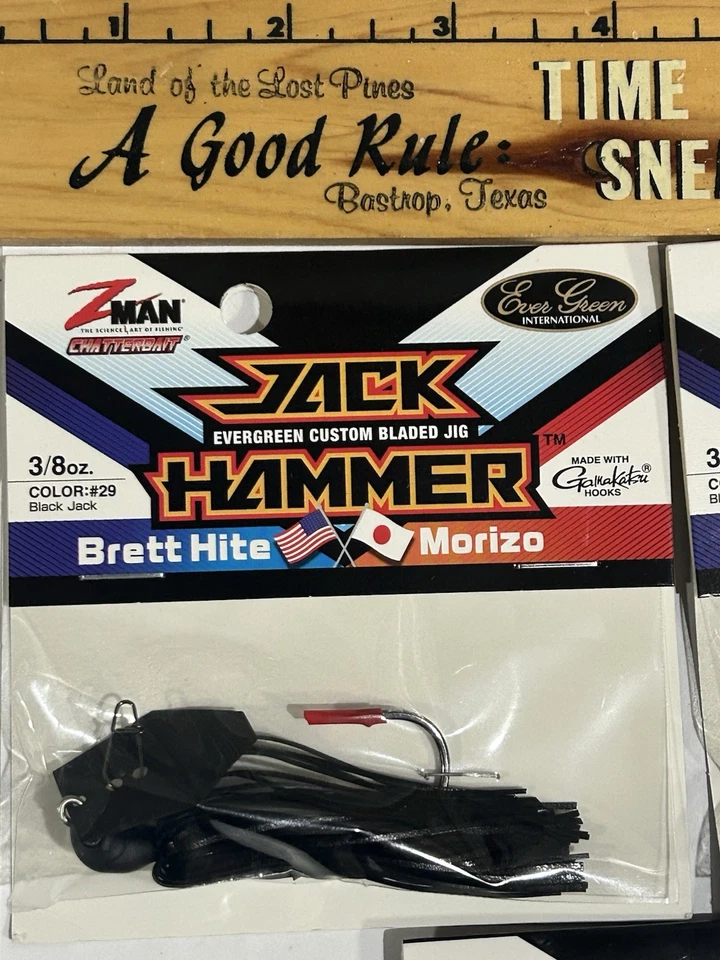 1 2 3 4
Land of the Lost Pines
TIME
A Good Rule:
Bastrop, Texas
ZMAN®
THE SCIENCE & ART OF FISHING®
CHATTERBAIT®
Ever Green
INTERNATIONAL
JACK
EVERGREEN CUSTOM BLADED JIG
HAMMER™
3/8oz.
COLOR:#29
Black Jack
MADE WITH
Gamakatsu®
HOOKS
Brett Hite
Morizo